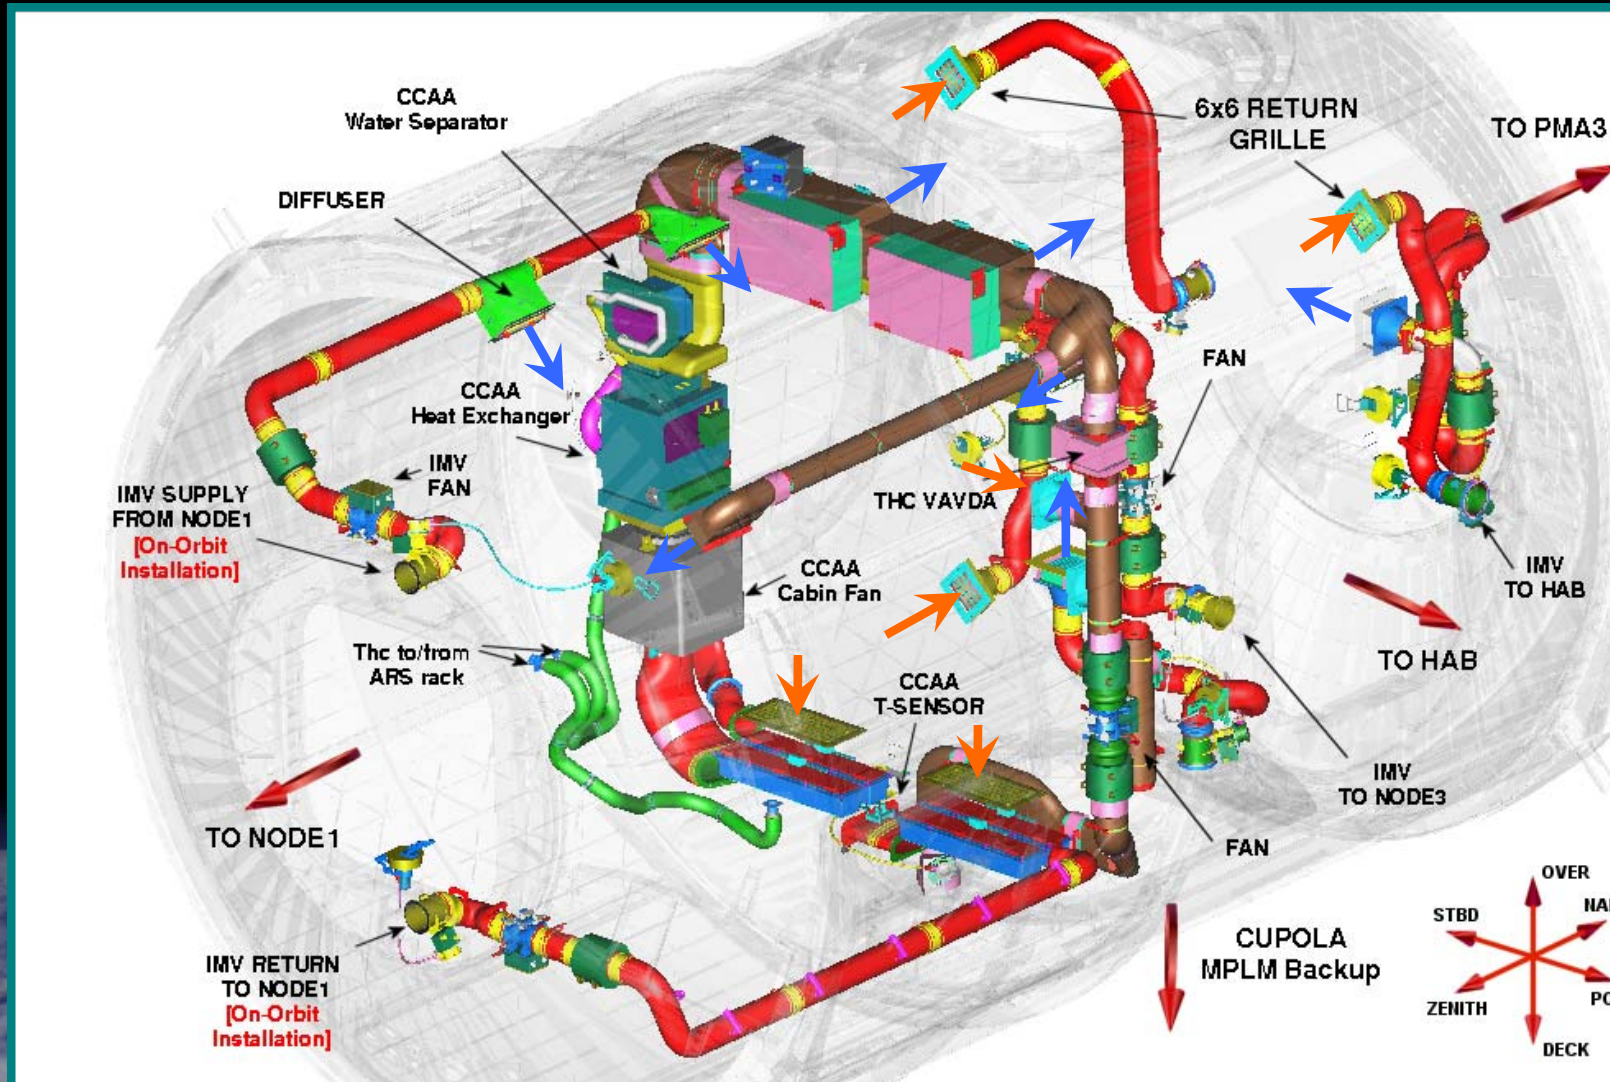 CCAA
Water Separator
6x6 RETURN
GRILLE
TO PMA3
DIFFUSER
FAN
CCAA
Heat Exchanger
IMV
FAN
IMV SUPPLY
FROM NODE1
[On-Orbit
Installation]
THC VAVDA
CCAA
Cabin Fan
IMV
TO HAB
TO HAB
Thc to/from
ARS rack
CCAA
T-SENSOR
IMV
TO NODE3
TO NODE1
FAN
OVER
STBD
NA
CUPOLA
MPLM Backup
ZENITH
PO
DECK
IMV RETURN
TO NODE1
[On-Orbit
Installation]